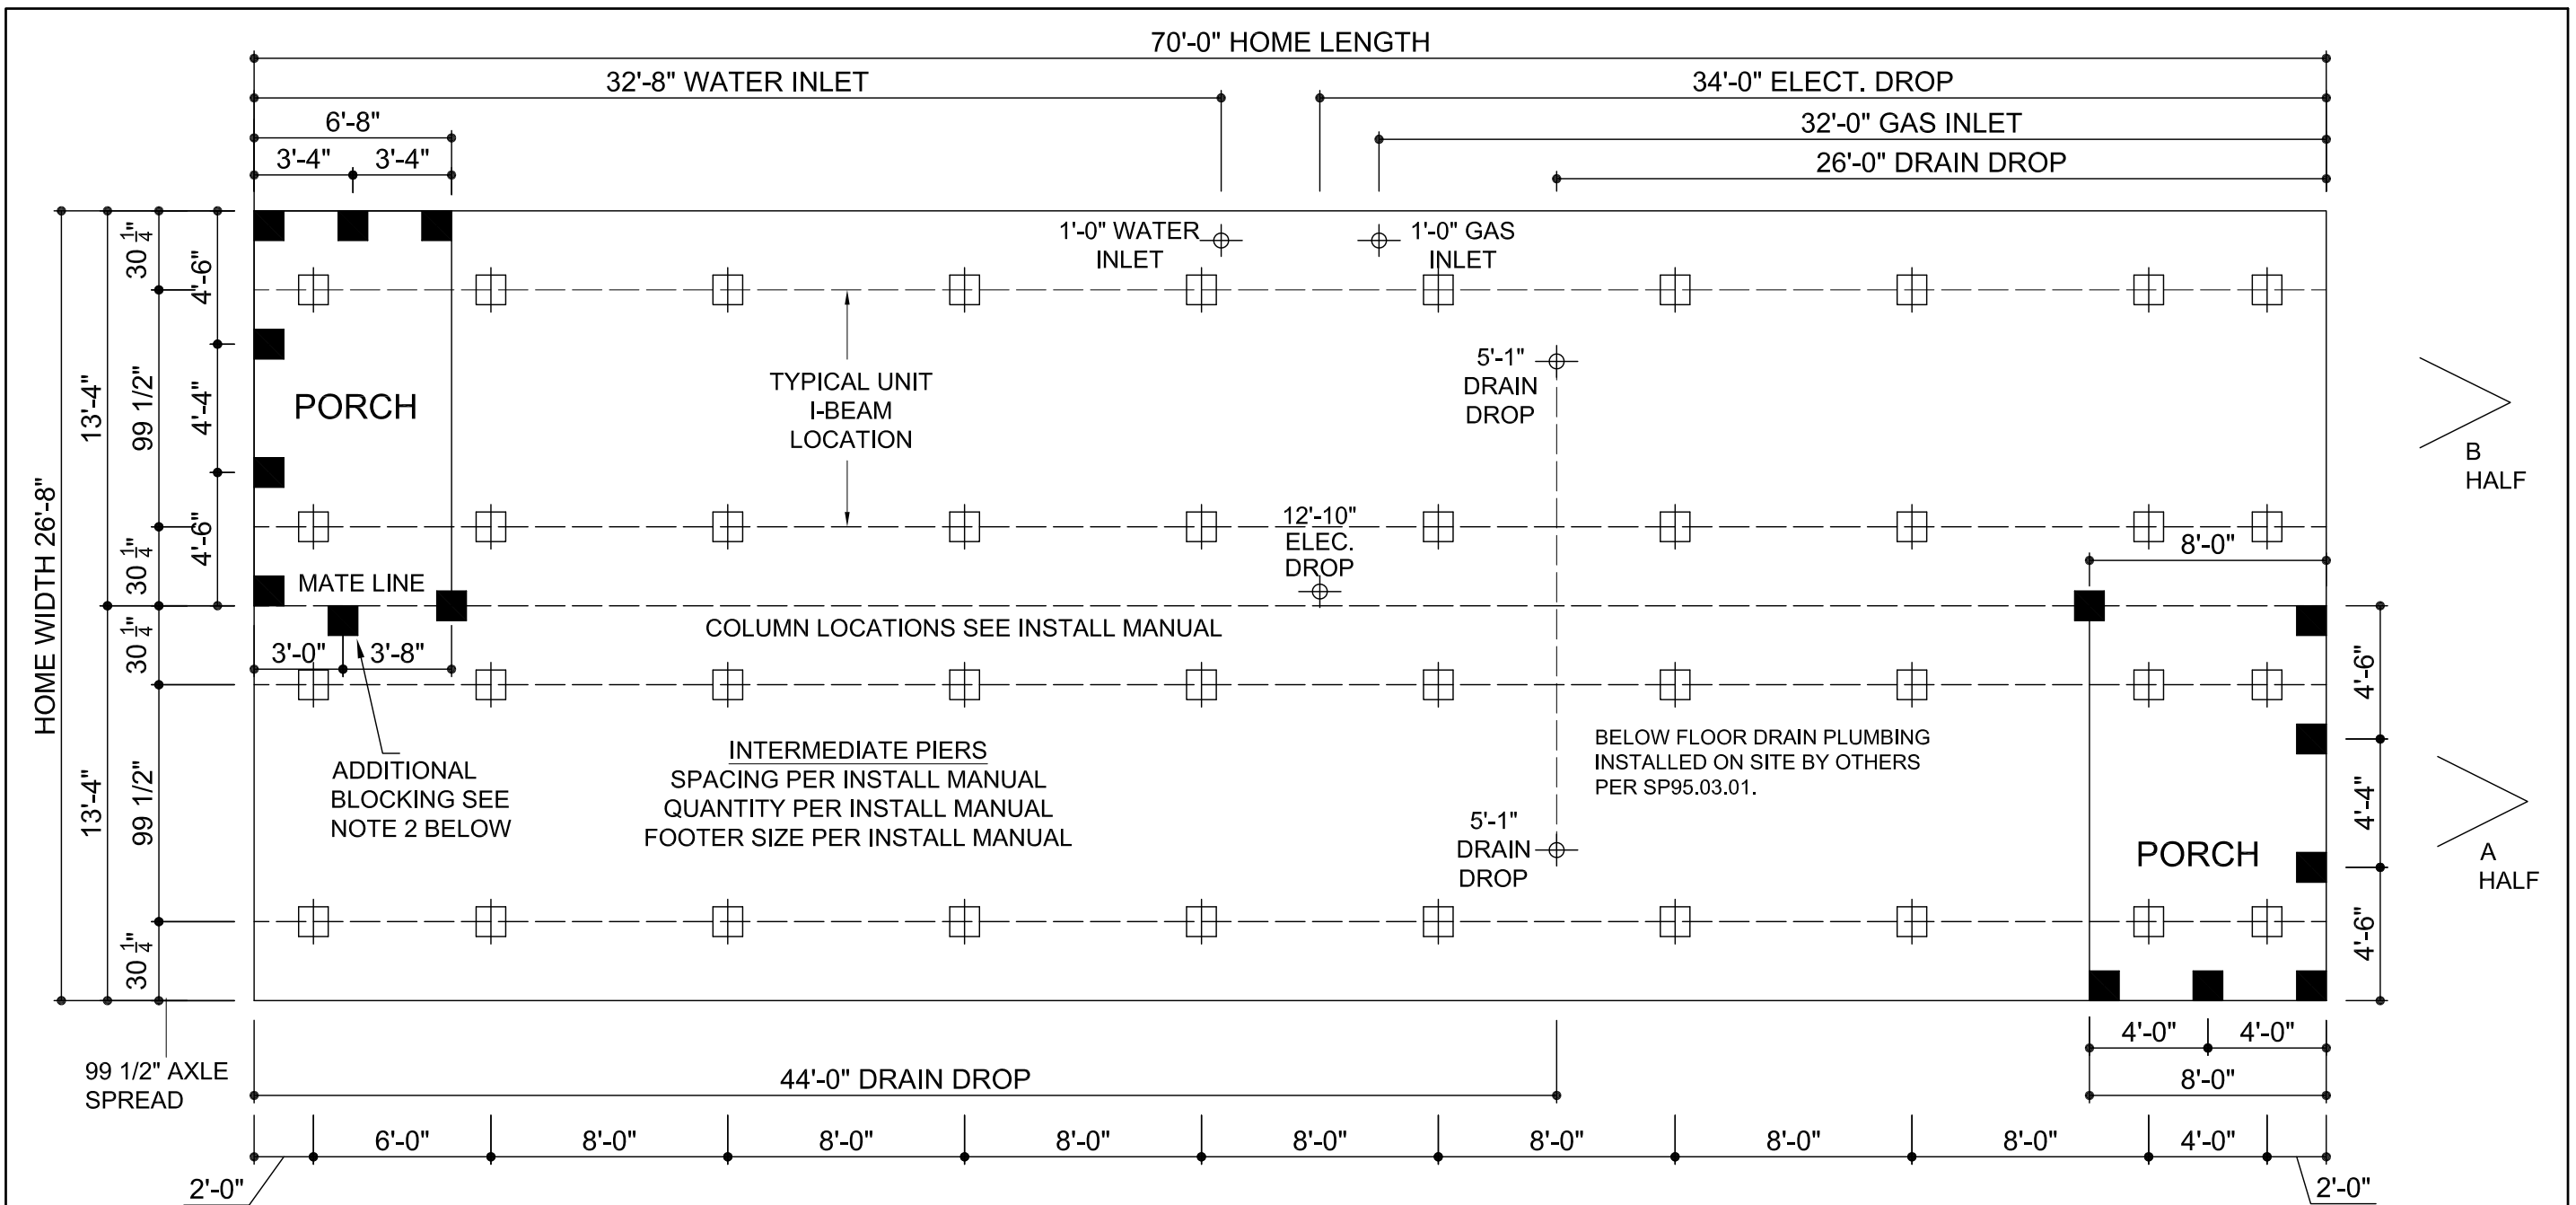 70'-0" HOME LENGTH
32'-8" WATER INLET
34'-0" ELECT. DROP
6'-8"
32'-0" GAS INLET
3'-4"
3'-4"
26'-0" DRAIN DROP
1'-0" WATER
INLET
1'-0" GAS
INLET
HOME WIDTH 26'-8"
13'-4"
13'-4"
30 1/4"
99 1/2"
30 1/4"
30 1/4"
99 1/2"
30 1/4"
4'-6"
4'-4"
4'-6"
PORCH
TYPICAL UNIT
I-BEAM
LOCATION
5'-1"
DRAIN
DROP
B
HALF
12'-10"
ELEC.
DROP
8'-0"
MATE LINE
COLUMN LOCATIONS SEE INSTALL MANUAL
3'-0"
3'-8"
ADDITIONAL
BLOCKING SEE
NOTE 2 BELOW
INTERMEDIATE PIERS
SPACING PER INSTALL MANUAL
QUANTITY PER INSTALL MANUAL
FOOTER SIZE PER INSTALL MANUAL
BELOW FLOOR DRAIN PLUMBING
INSTALLED ON SITE BY OTHERS
PER SP95.03.01.
5'-1"
DRAIN
DROP
PORCH
4'-6"
4'-4"
4'-6"
A
HALF
4'-0"
4'-0"
99 1/2" AXLE
SPREAD
44'-0" DRAIN DROP
8'-0"
6'-0"
8'-0"
8'-0"
8'-0"
8'-0"
8'-0"
8'-0"
8'-0"
4'-0"
2'-0"
2'-0"